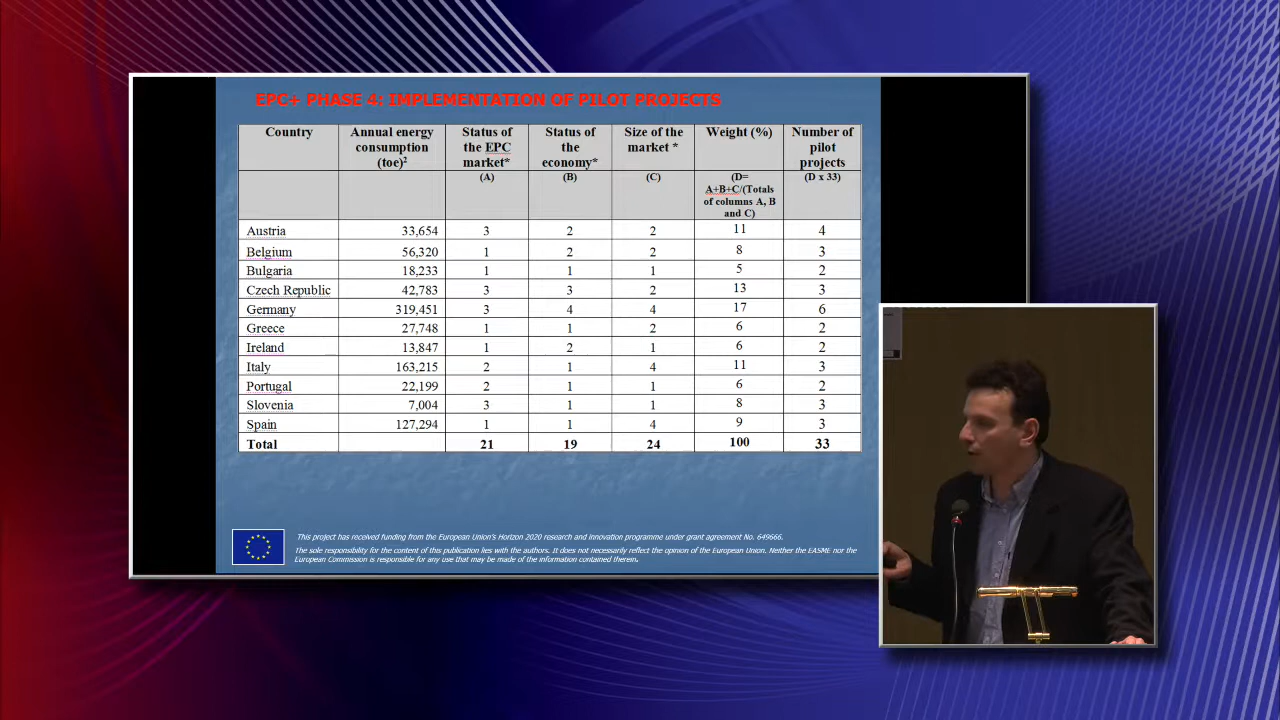 EPC+ PHASE 4: IMPLEMENTATION OF PILOT PROJECTS
Country Annual energy consumption (toe)2 Status of the EPC market* Status of the economy* Size of the market * Weight (%) Number of pilot projects
(A) (B) (C) (D= A+B+C/(Totals of columns A, B and C) (D x 33)
Austria 33,654 3 2 2 11 4
Belgium 56,320 1 2 2 8 3
Bulgaria 18,233 1 1 1 5 2
Czech Republic 42,783 3 3 2 13 3
Germany 319,451 3 4 4 17 6
Greece 27,748 1 1 2 6 2
Ireland 13,847 1 2 1 6 2
Italy 163,215 2 1 4 11 3
Portugal 22,199 2 1 1 6 2
Slovenia 7,004 3 1 1 8 3
Spain 127,294 1 1 4 9 3
Total 21 19 24 100 33
This project has received funding from the European Union's Horizon 2020 research and innovation programme under grant agreement No. 649666.
The sole responsibility for the content of this publication lies with the authors. It does not necessarily reflect the opinion of the European Union. Neither the EASME nor the
European Commission is responsible for any use that may be made of the information contained therein.